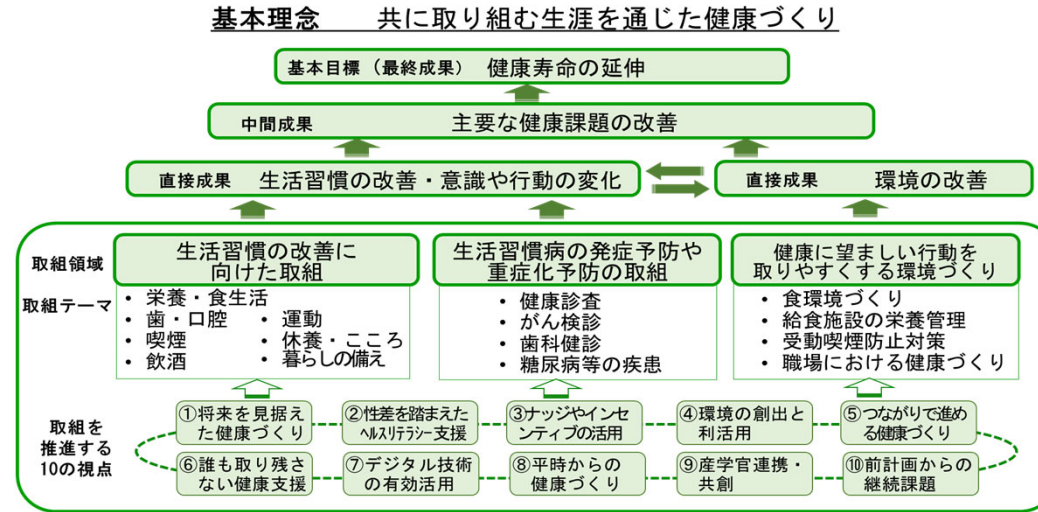 基本理念　　共に取り組む生涯を通じた健康づくり
基本目標（最終成果） 健康寿命の延伸
中間成果　主要な健康課題の改善
直接成果　生活習慣の改善・意識や行動の変化
直接成果　環境の改善
取組領域
生活習慣の改善に
向けた取組
生活習慣病の発症予防や
重症化予防の取組
健康に望ましい行動を
取りやすくする環境づくり
取組テーマ
・栄養・食生活
・歯・口腔
・喫煙
・飲酒
・運動
・休養・こころ
・暮らしの備え
・健康診査
・がん検診
・歯科健診
・糖尿病等の疾患
・食環境づくり
・給食施設の栄養管理
・受動喫煙防止対策
・職場における健康づくり
取組を
推進する
10の視点
①将来を見据え
た健康づくり
②性差を踏まえた
ヘルスリテラシー支援
③ナッジやインセ
ンティブの活用
④環境の創出と
利活用
⑤つながりで進め
る健康づくり
⑥誰も取り残さ
ない健康支援
⑦デジタル技術
の有効活用
⑧平時からの
健康づくり
⑨産学官連携・
共創
⑩前計画からの
継続課題